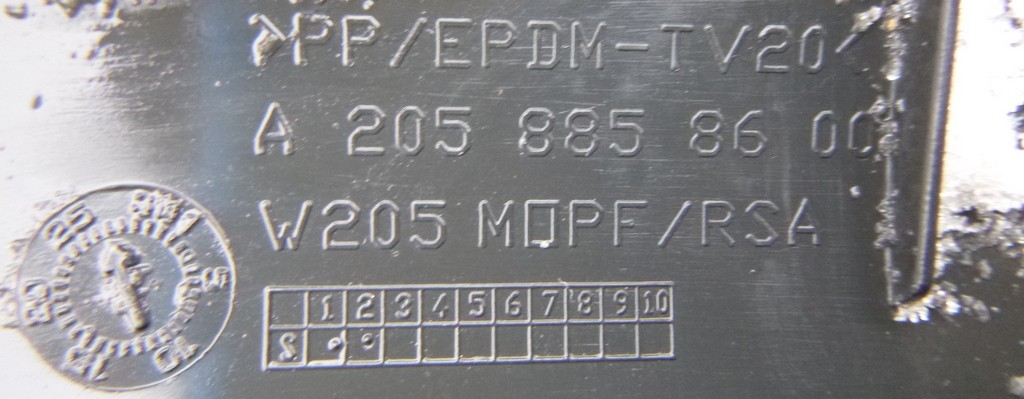 >PP/EPDM-TV20
A 205 885 86 00
W205 MOPF/RSA
1 2 3 4 5 6 7 8 9 10